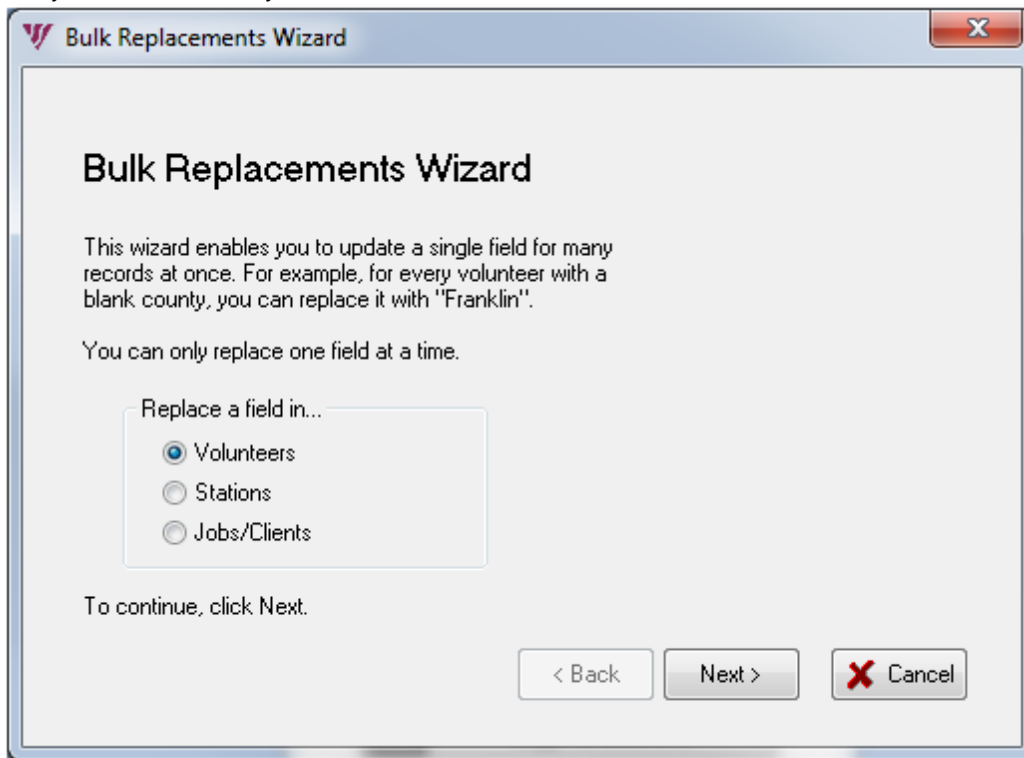 Bulk Replacements Wizard
Bulk Replacements Wizard
This wizard enables you to update a single field for many
records at once. For example, for every volunteer with a
blank county, you can replace it with "Franklin".
You can only replace one field at a time.
Replace a field in...
Volunteers
Stations
Jobs/Clients
To continue, click Next.
< Back Next > Cancel